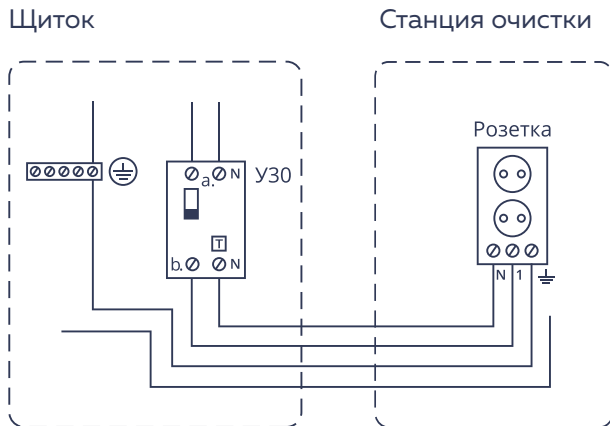 Щиток
Станция очистки
Розетка
a. N
УЗО
T
b. N
N 1